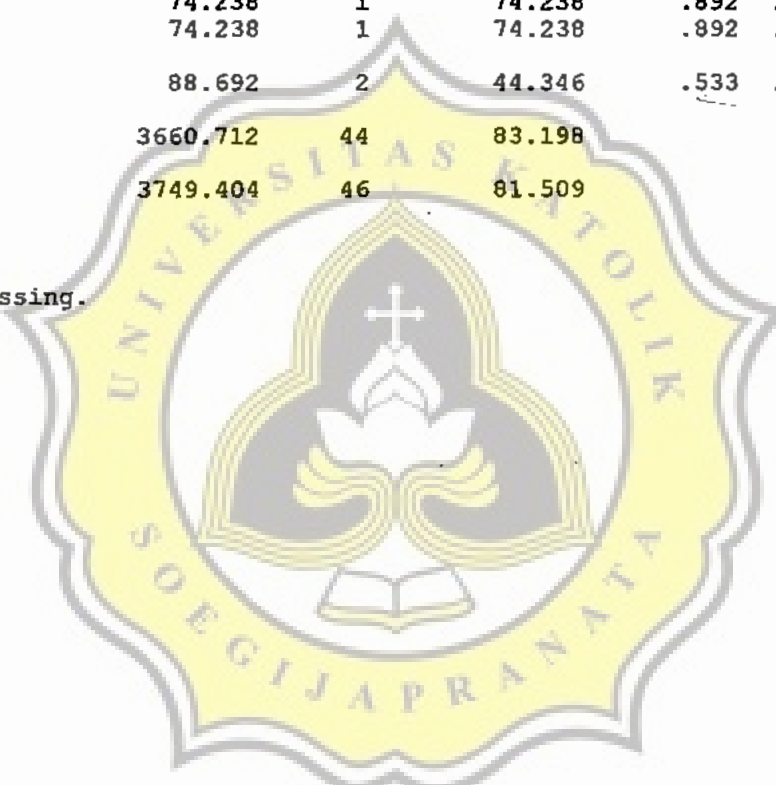 74.238 1 74.238 .892 .
74.238 1 74.238 .892 .
88.692 2 44.346 .533 .
3660.712 44 83.198
3749.404 46 81.509
ssing.
UNIVERSITAS KATOLIK
SOEGIJAPRANATA